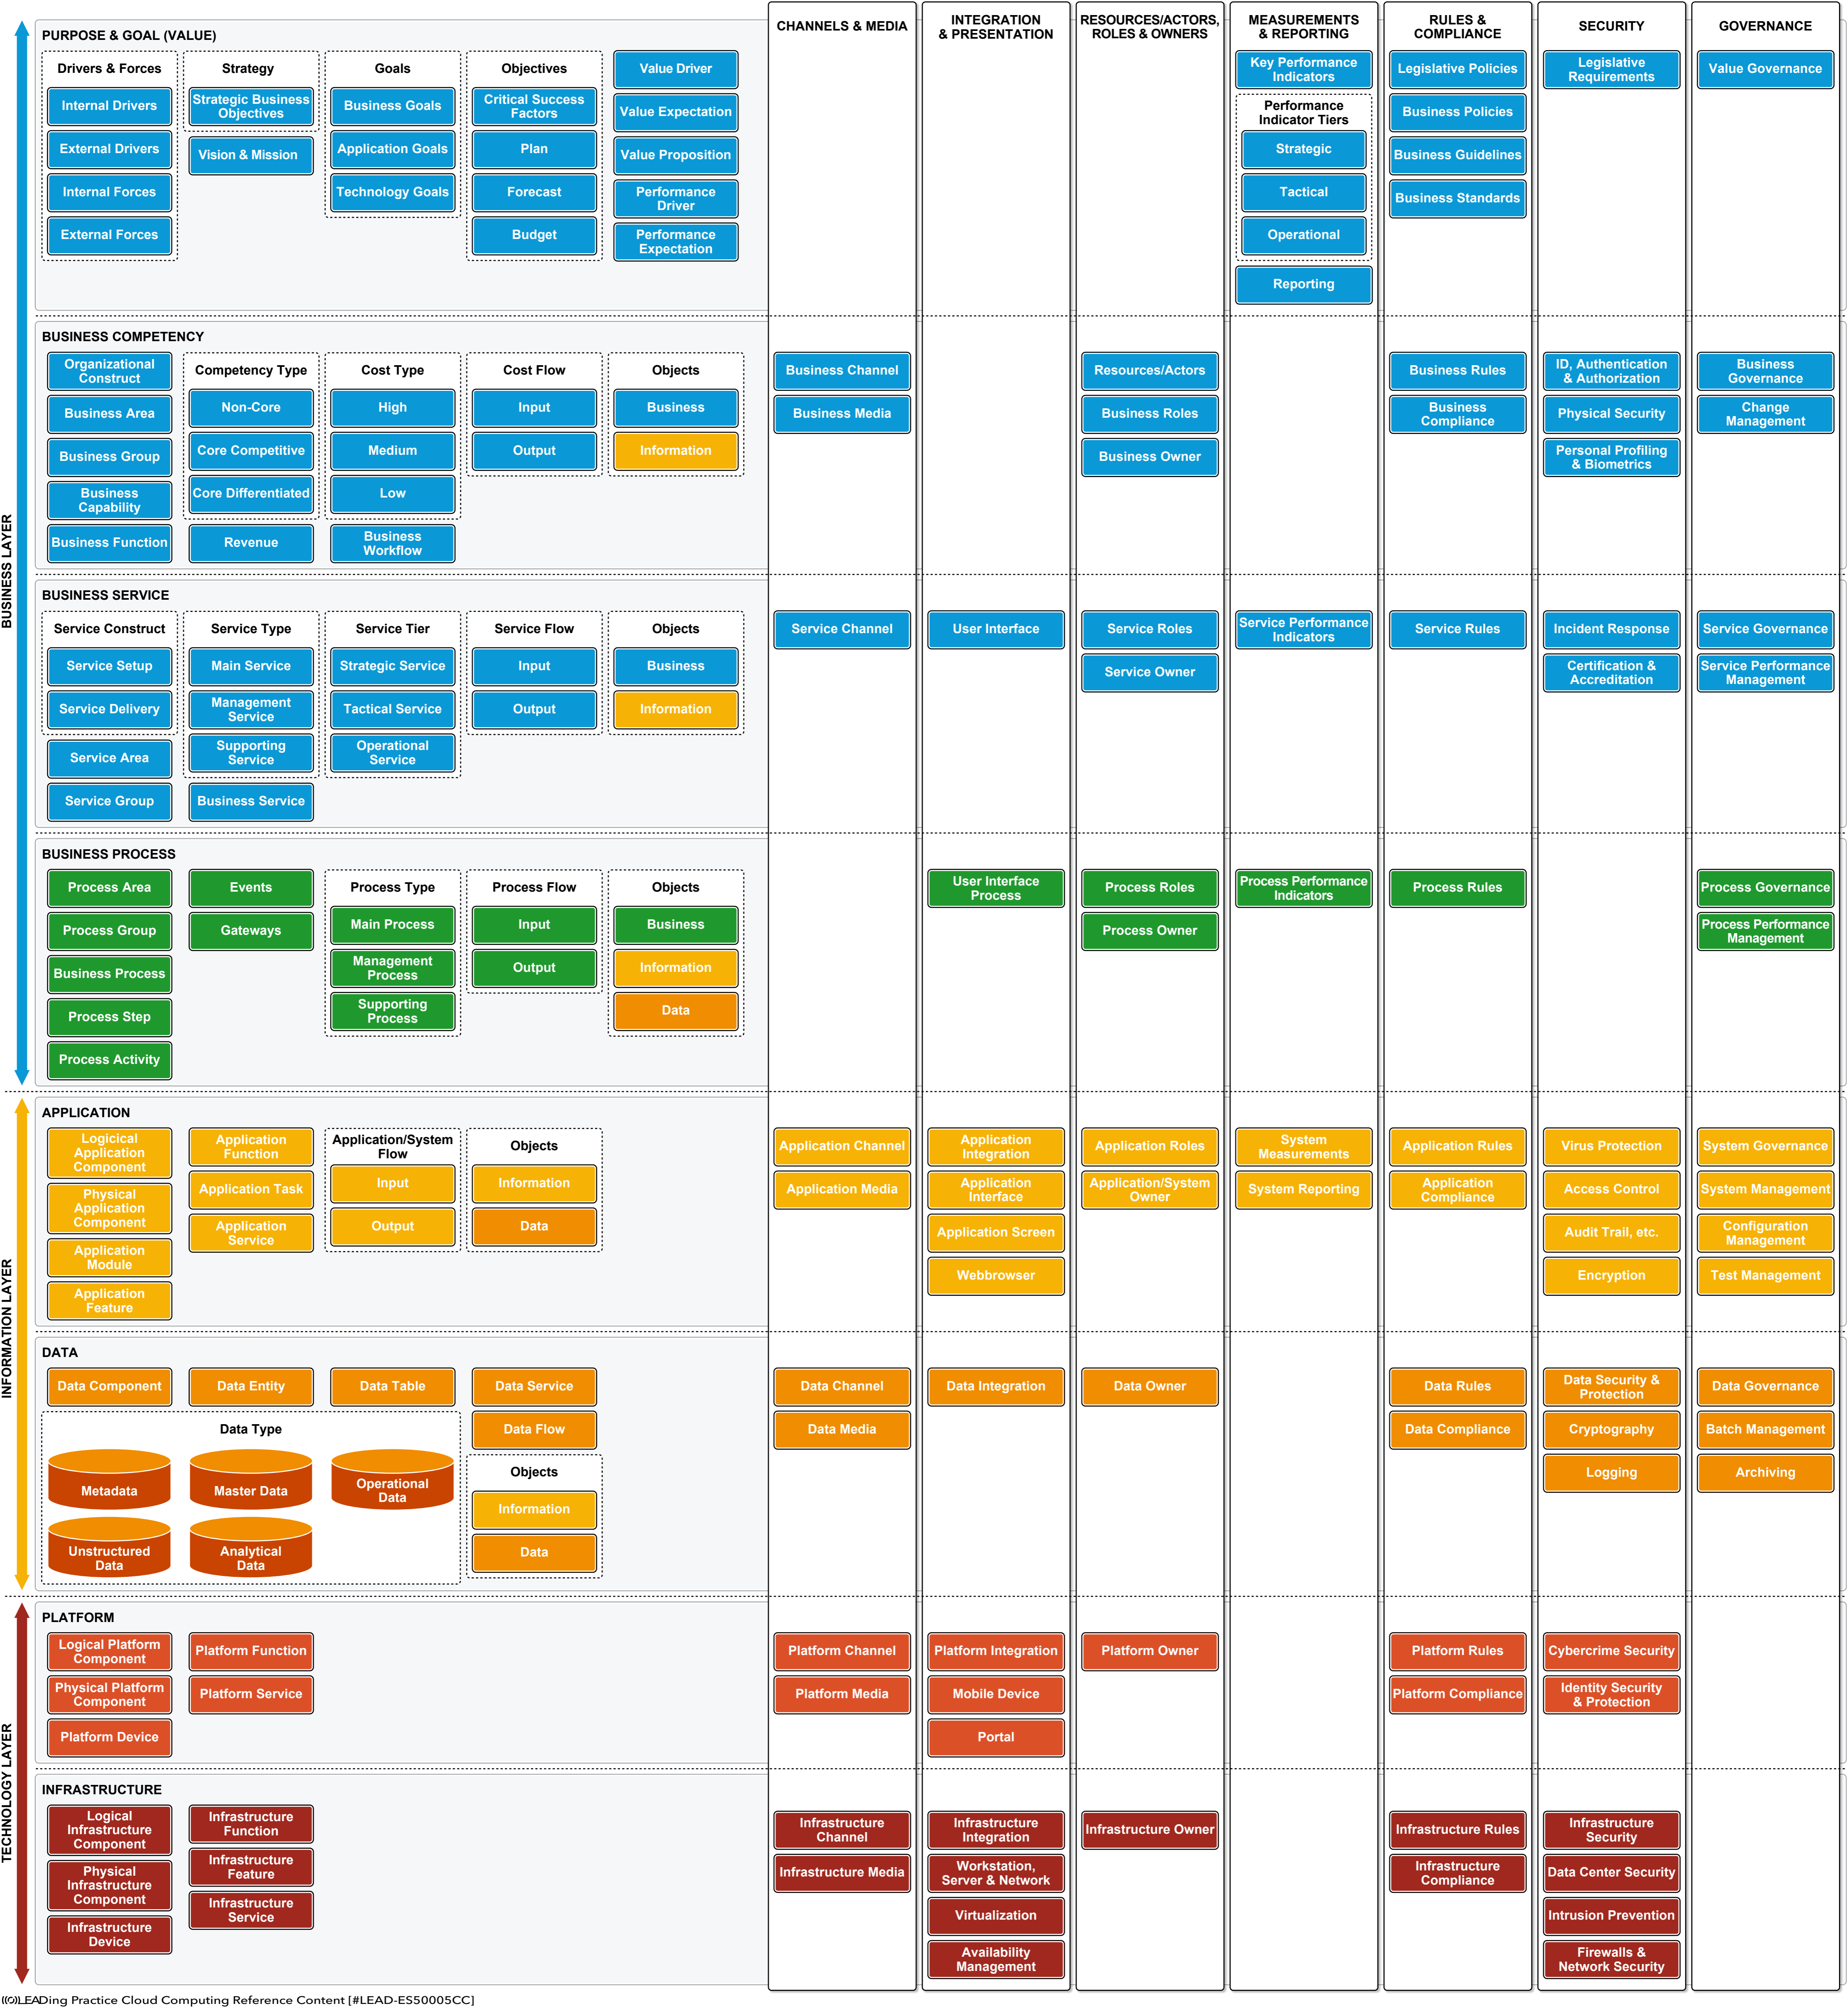 CHANNELS & MEDIA
INTEGRATION
& PRESENTATION
RESOURCES/ACTORS,
ROLES & OWNERS
MEASUREMENTS
& REPORTING
RULES &
COMPLIANCE
SECURITY
GOVERNANCE
BUSINESS LAYER
PURPOSE & GOAL (VALUE)
Drivers & Forces
Internal Drivers
External Drivers
Internal Forces
External Forces
Strategy
Strategic Business
Objectives
Vision & Mission
Goals
Business Goals
Application Goals
Technology Goals
Objectives
Critical Success
Factors
Plan
Forecast
Budget
Value Driver
Value Expectation
Value Proposition
Performance
Driver
Performance
Expectation
Key Performance
Indicators
Performance
Indicator Tiers
Strategic
Tactical
Operational
Reporting
Legislative Policies
Business Policies
Business Guidelines
Business Standards
Legislative
Requirements
Value Governance
BUSINESS COMPETENCY
Organizational
Construct
Business Area
Business Group
Business
Capability
Business Function
Competency Type
Non-Core
Core Competitive
Core Differentiated
Revenue
Cost Type
High
Medium
Low
Business
Workflow
Cost Flow
Input
Output
Objects
Business
Information
Business Channel
Business Media
Resources/Actors
Business Roles
Business Owner
Business Rules
Business
Compliance
ID, Authentication
& Authorization
Physical Security
Personal Profiling
& Biometrics
Business
Governance
Change
Management
BUSINESS SERVICE
Service Construct
Service Setup
Service Delivery
Service Area
Service Group
Service Type
Main Service
Management
Service
Supporting
Service
Business Service
Service Tier
Strategic Service
Tactical Service
Operational
Service
Service Flow
Input
Output
Objects
Business
Information
Service Channel
User Interface
Service Roles
Service Owner
Service Performance
Indicators
Service Rules
Incident Response
Certification &
Accreditation
Service Governance
Service Performance
Management
BUSINESS PROCESS
Process Area
Process Group
Business Process
Process Step
Process Activity
Events
Gateways
Process Type
Main Process
Management
Process
Supporting
Process
Process Flow
Input
Output
Objects
Business
Information
Data
User Interface
Process
Process Roles
Process Owner
Process Performance
Indicators
Process Rules
Process Governance
Process Performance
Management
INFORMATION LAYER
APPLICATION
Logicical
Application
Component
Physical
Application
Component
Application
Module
Application
Feature
Application
Function
Application Task
Application
Service
Application/System
Flow
Input
Output
Objects
Information
Data
Application Channel
Application Media
Application
Integration
Application
Interface
Application Screen
Webbrowser
Application Roles
Application/System
Owner
System
Measurements
System Reporting
Application Rules
Application
Compliance
Virus Protection
Access Control
Audit Trail, etc.
Encryption
System Governance
System Management
Configuration
Management
Test Management
DATA
Data Component
Data Entity
Data Table
Data Service
Data Flow
Data Type
Metadata
Master Data
Operational
Data
Unstructured
Data
Analytical
Data
Objects
Information
Data
Data Channel
Data Media
Data Integration
Data Owner
Data Rules
Data Compliance
Data Security &
Protection
Cryptography
Logging
Data Governance
Batch Management
Archiving
TECHNOLOGY LAYER
PLATFORM
Logical Platform
Component
Physical Platform
Component
Platform Device
Platform Function
Platform Service
Platform Channel
Platform Media
Platform Integration
Mobile Device
Portal
Platform Owner
Platform Rules
Platform Compliance
Cybercrime Security
Identity Security
& Protection
INFRASTRUCTURE
Logical
Infrastructure
Component
Physical
Infrastructure
Component
Infrastructure
Device
Infrastructure
Function
Infrastructure
Feature
Infrastructure
Service
Infrastructure
Channel
Infrastructure Media
Infrastructure
Integration
Workstation,
Server & Network
Virtualization
Availability
Management
Infrastructure Owner
Infrastructure Rules
Infrastructure
Compliance
Infrastructure
Security
Data Center Security
Intrusion Prevention
Firewalls &
Network Security
((©))LEADing Practice Cloud Computing Reference Content [#LEAD-ES50005CC]